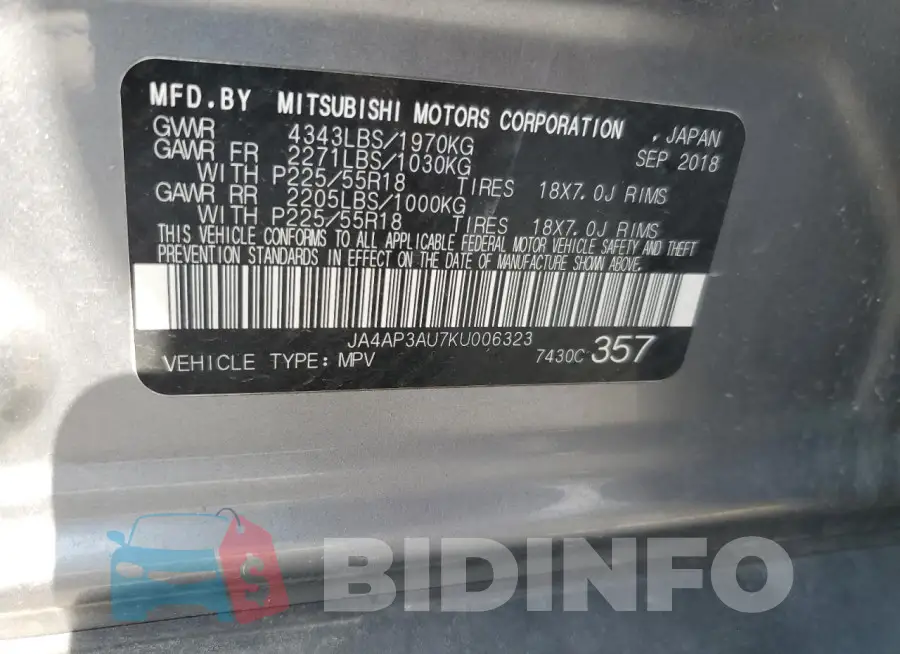 MFD.BY MITSUBISHI MOTORS CORPORATION , JAPAN
GVWR 4343LBS/1970KG SEP 2018
GAWR FR 2271LBS/1030KG
WITH P225/55R18 TIRES 18X7.0J RIMS
GAWR RR 2205LBS/1000KG
WITH P225/55R18 TIRES 18X7.0J RIMS
THIS VEHICLE CONFORMS TO ALL APPLICABLE FEDERAL MOTOR VEHICLE SAFETY AND THEFT
PREVENTION STANDARDS IN EFFECT ON THE DATE OF MANUFACTURE SHOWN ABOVE.
JA4AP3AU7KU006323
VEHICLE TYPE: MPV 7430C 357
$ BIDINFO